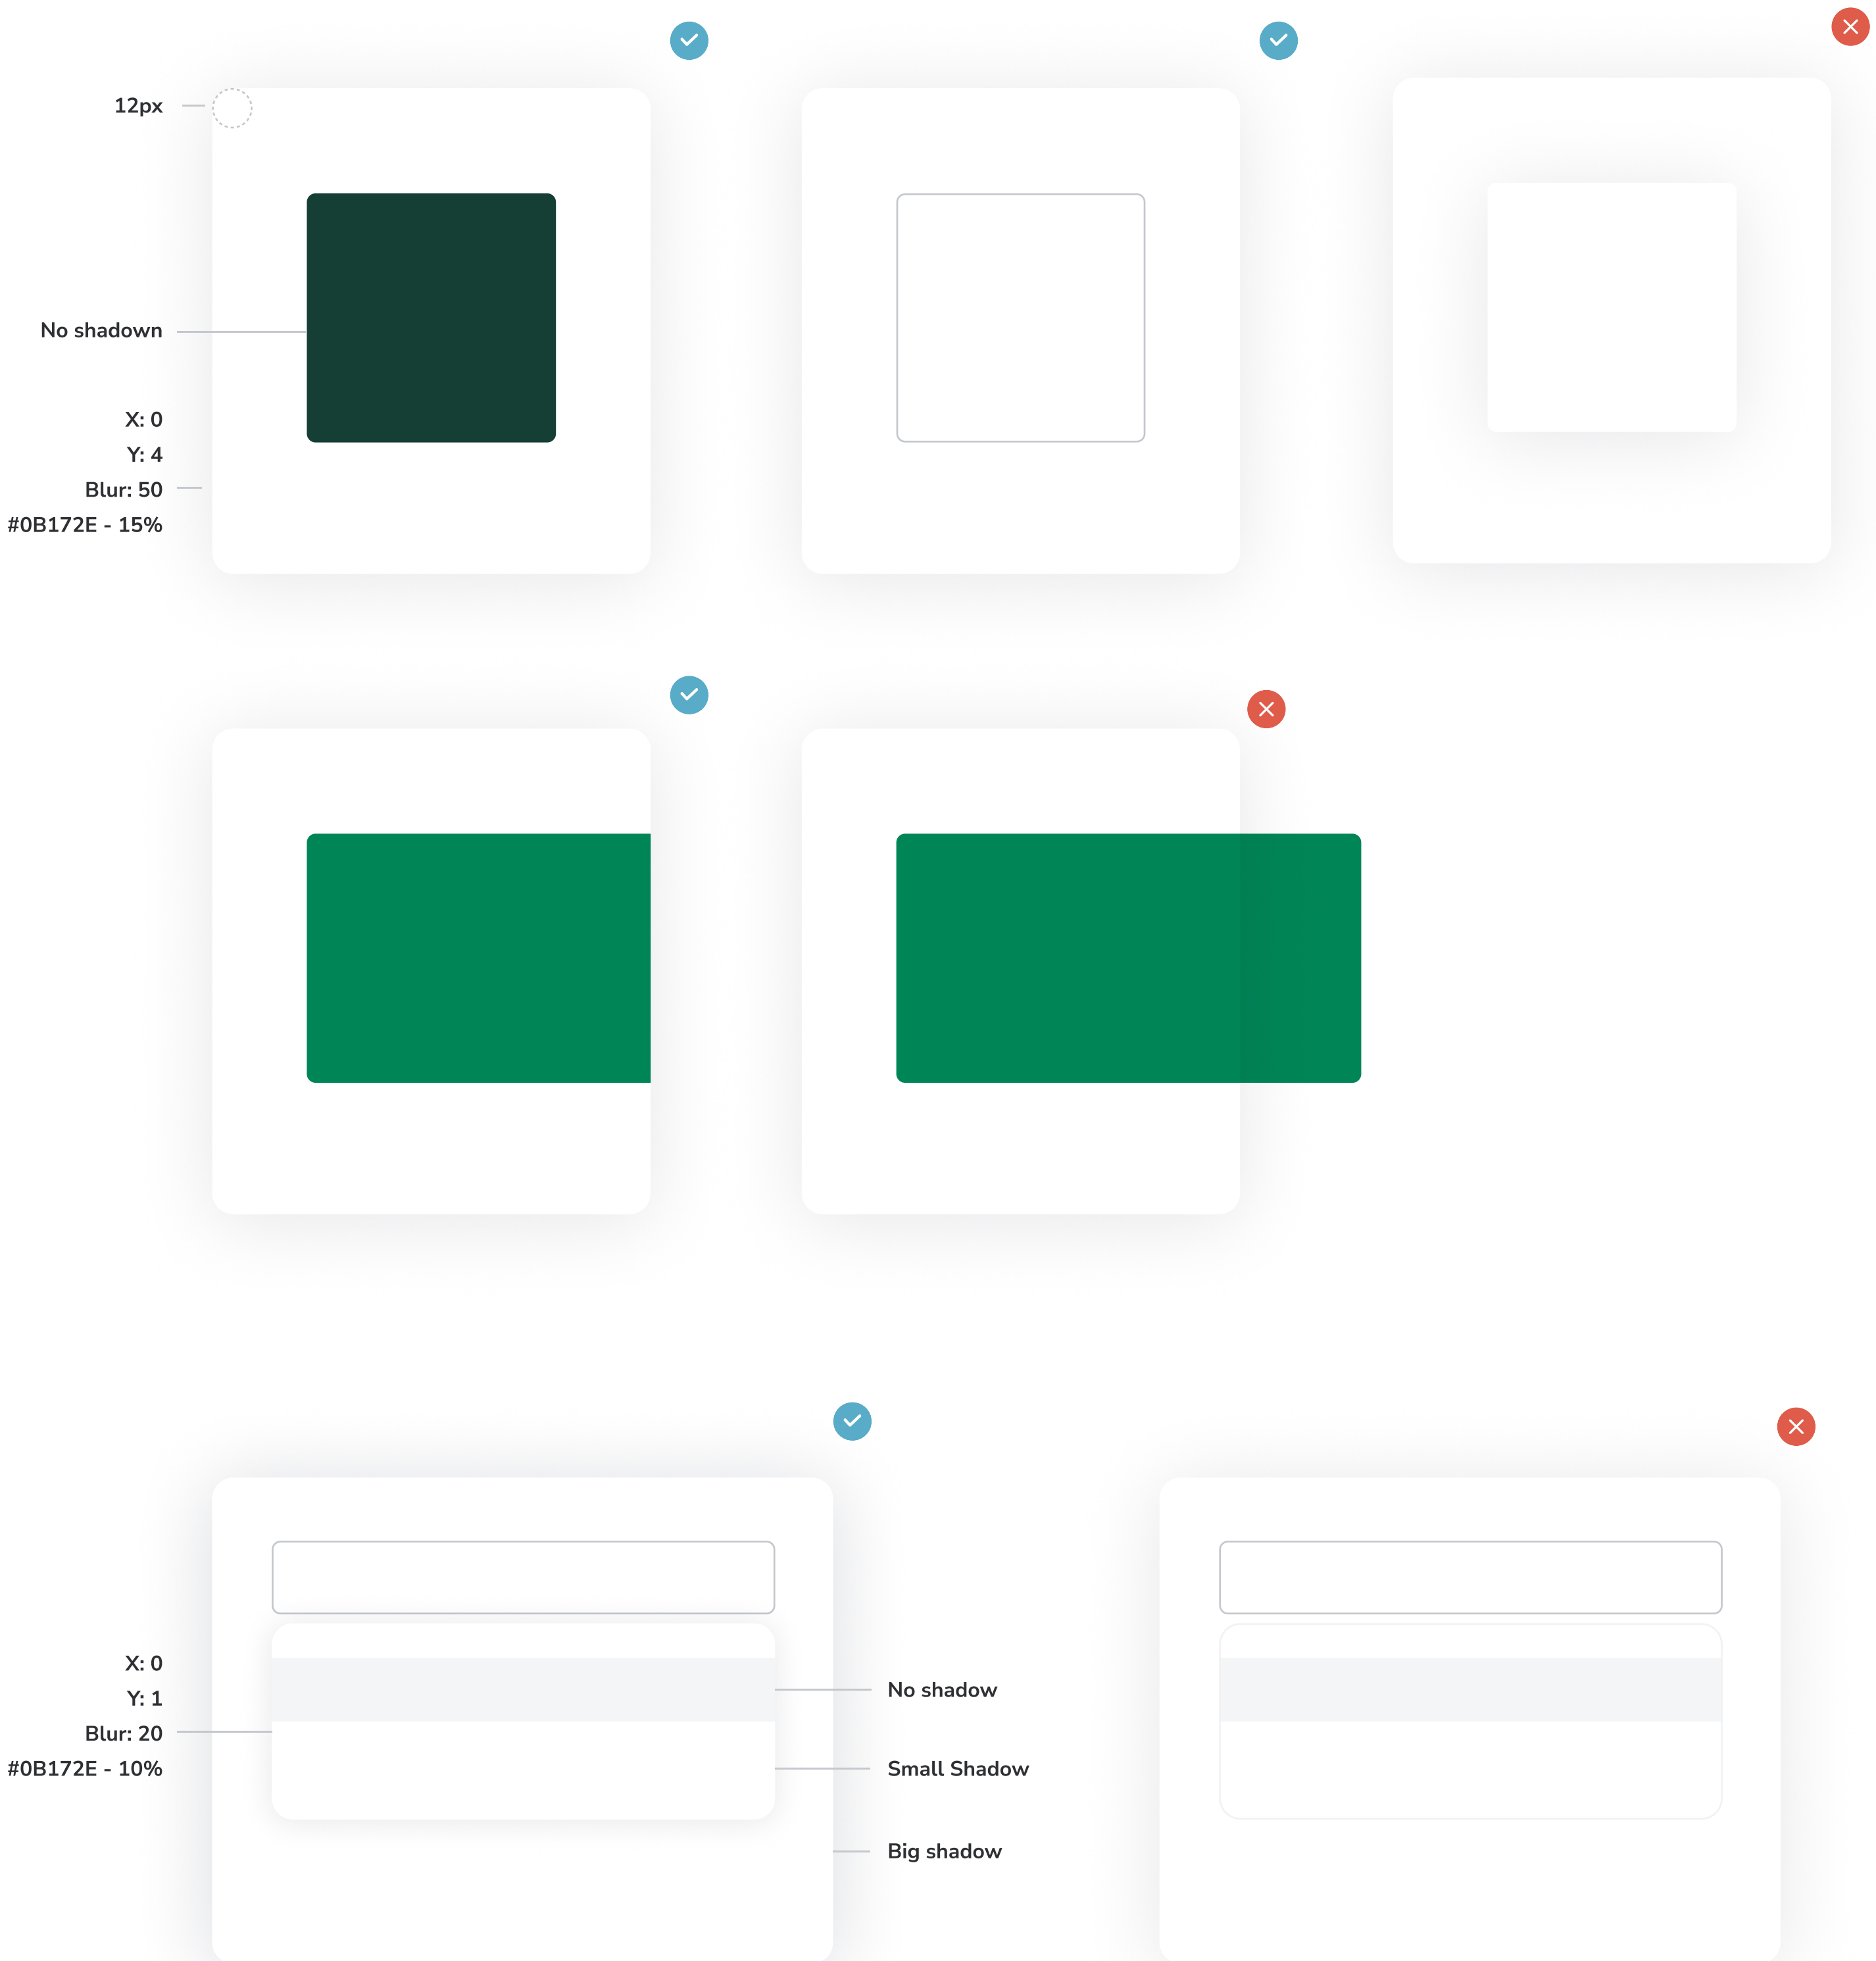 12px
No shadown
X: 0
Y: 4
Blur: 50
#0B172E - 15%
X: 0
Y: 1
Blur: 20
#0B172E - 10%
No shadow
Small Shadow
Big shadow